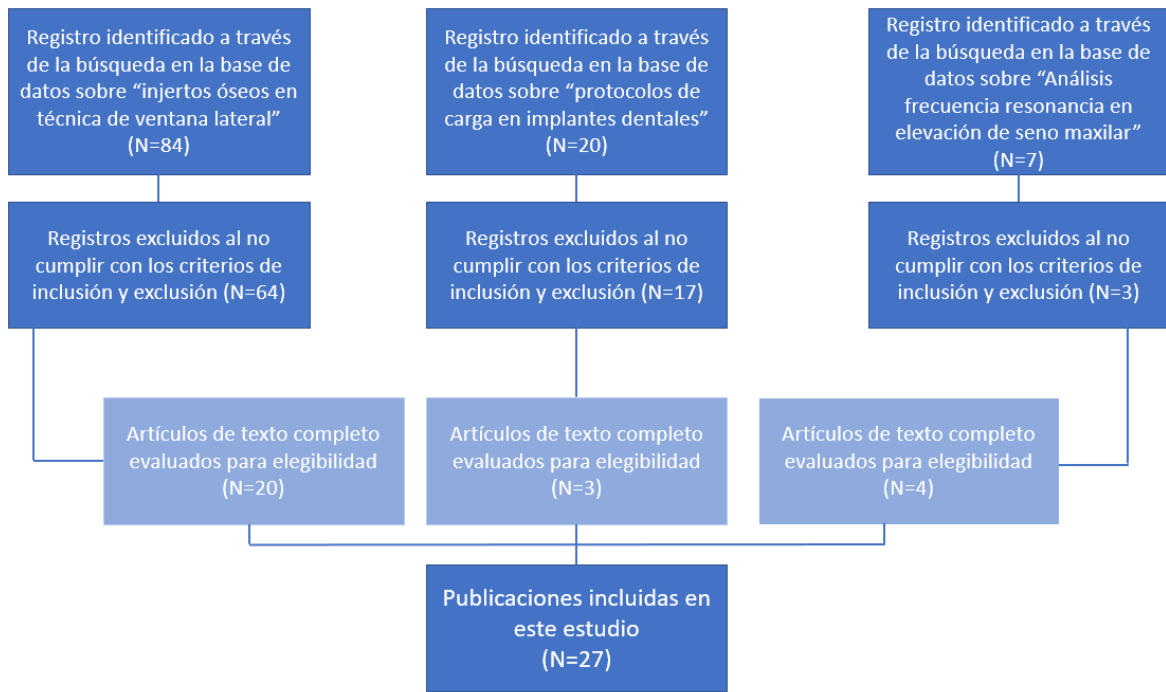 Registro identificado a través
de la búsqueda en la base de
datos sobre “injertos óseos en
técnica de ventana lateral”
(N=84)
Registro identificado a través
de la búsqueda en la base de
datos sobre “protocolos de
carga en implantes dentales”
(N=20)
Registro identificado a través
de la búsqueda en la base de
datos sobre “Análisis
frecuencia resonancia en
elevación de seno maxilar”
(N=7)
Registros excluidos al no
cumplir con los criterios de
inclusión y exclusión (N=64)
Registros excluidos al no
cumplir con los criterios de
inclusión y exclusión (N=17)
Registros excluidos al no
cumplir con los criterios de
inclusión y exclusión (N=3)
Artículos de texto completo
evaluados para elegibilidad
(N=20)
Artículos de texto completo
evaluados para elegibilidad
(N=3)
Artículos de texto completo
evaluados para elegibilidad
(N=4)
Publicaciones incluidas en
este estudio
(N=27)